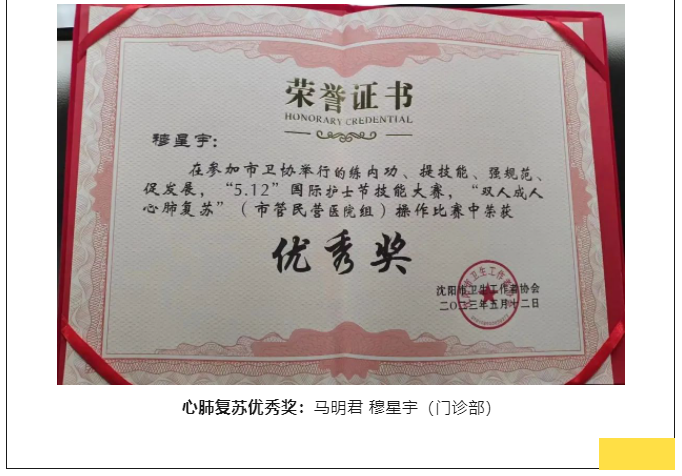 荣誉证书
HONORARY CREDENTIAL
穆星宇：
在参加市卫协举行的练内功、提技能、强规范、
促发展，“5.12”国际护士节技能大赛，“双人成人
心肺复苏”（市管民营医院组）操作比赛中荣获
优秀奖
沈阳市卫生工作者协会
二〇二三年五月十二日
心肺复苏优秀奖：马明君 穆星宇（门诊部）